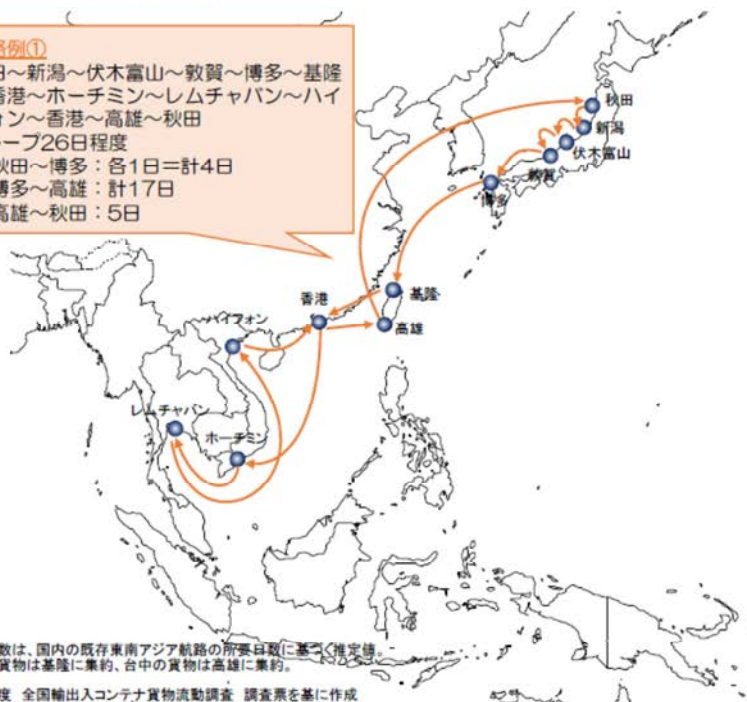 路例①
田～新潟～伏木富山～敦賀～博多～基隆
香港～ホーチミン～レムチャバン～ハイ
ォン～香港～高雄～秋田
ループ26日程度
秋田～博多：各1日＝計4日
博多～高雄：計17日
高雄～秋田：5日
秋田
新潟
伏木富山
敦賀
博多
基隆
香港
高雄
ハイフォン
レムチャバン
ホーチミン
数は、国内の既存東南アジア航路の所要日数に基づく推定値。
貨物は基隆に集約、台中の貨物は高雄に集約。
度 全国輸出入コンテナ貨物流動調査 調査票を基に作成